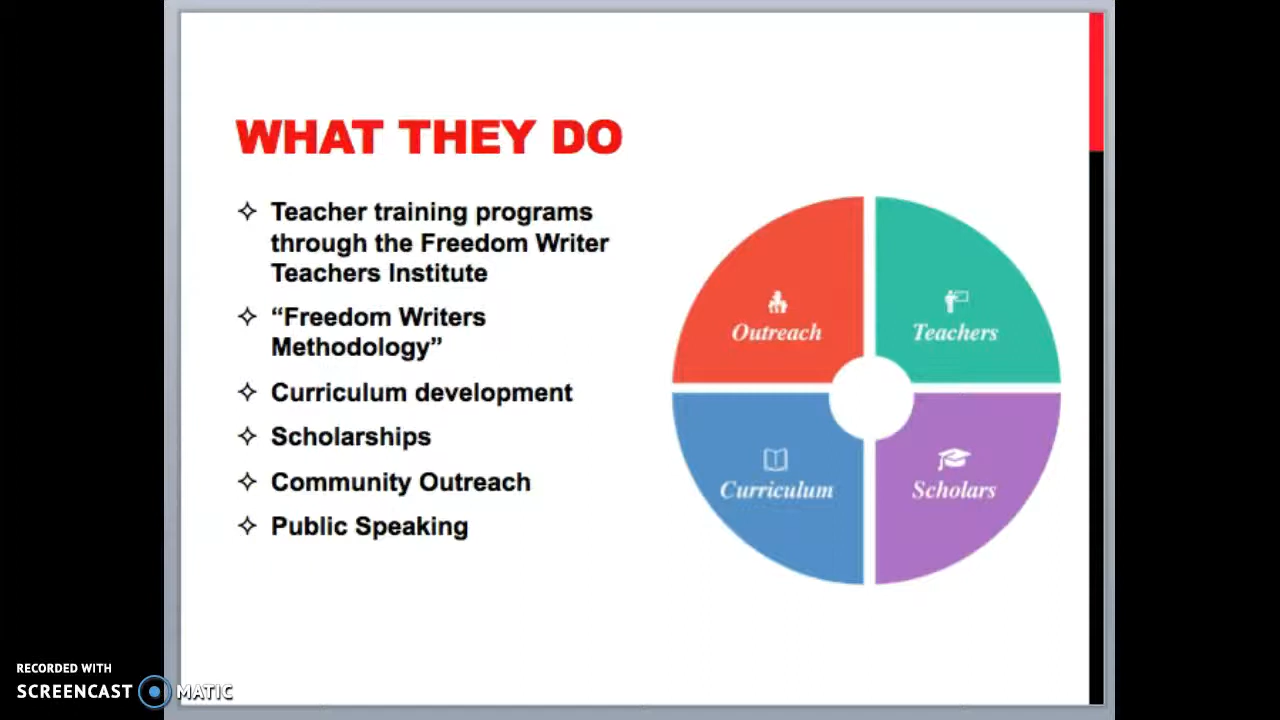 WHAT THEY DO
✧ Teacher training programs
through the Freedom Writer
Teachers Institute
✧ “Freedom Writers
Methodology”
✧ Curriculum development
✧ Scholarships
✧ Community Outreach
✧ Public Speaking
Outreach
Teachers
Curriculum
Scholars
RECORDED WITH
SCREENCAST MATIC